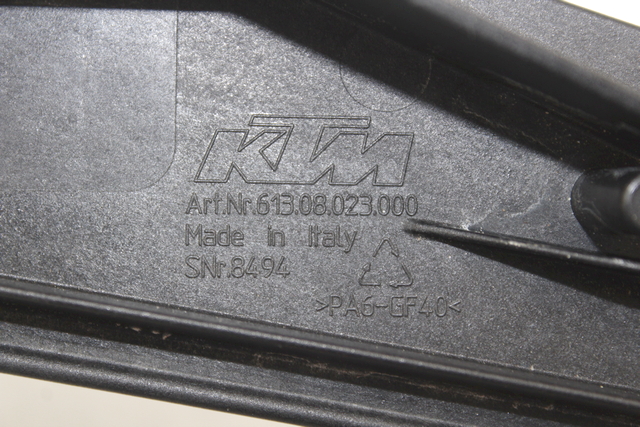 KTM
Art.Nr.613.08.023.000
Made in Italy
SNr.8494
>PA6-GF40<